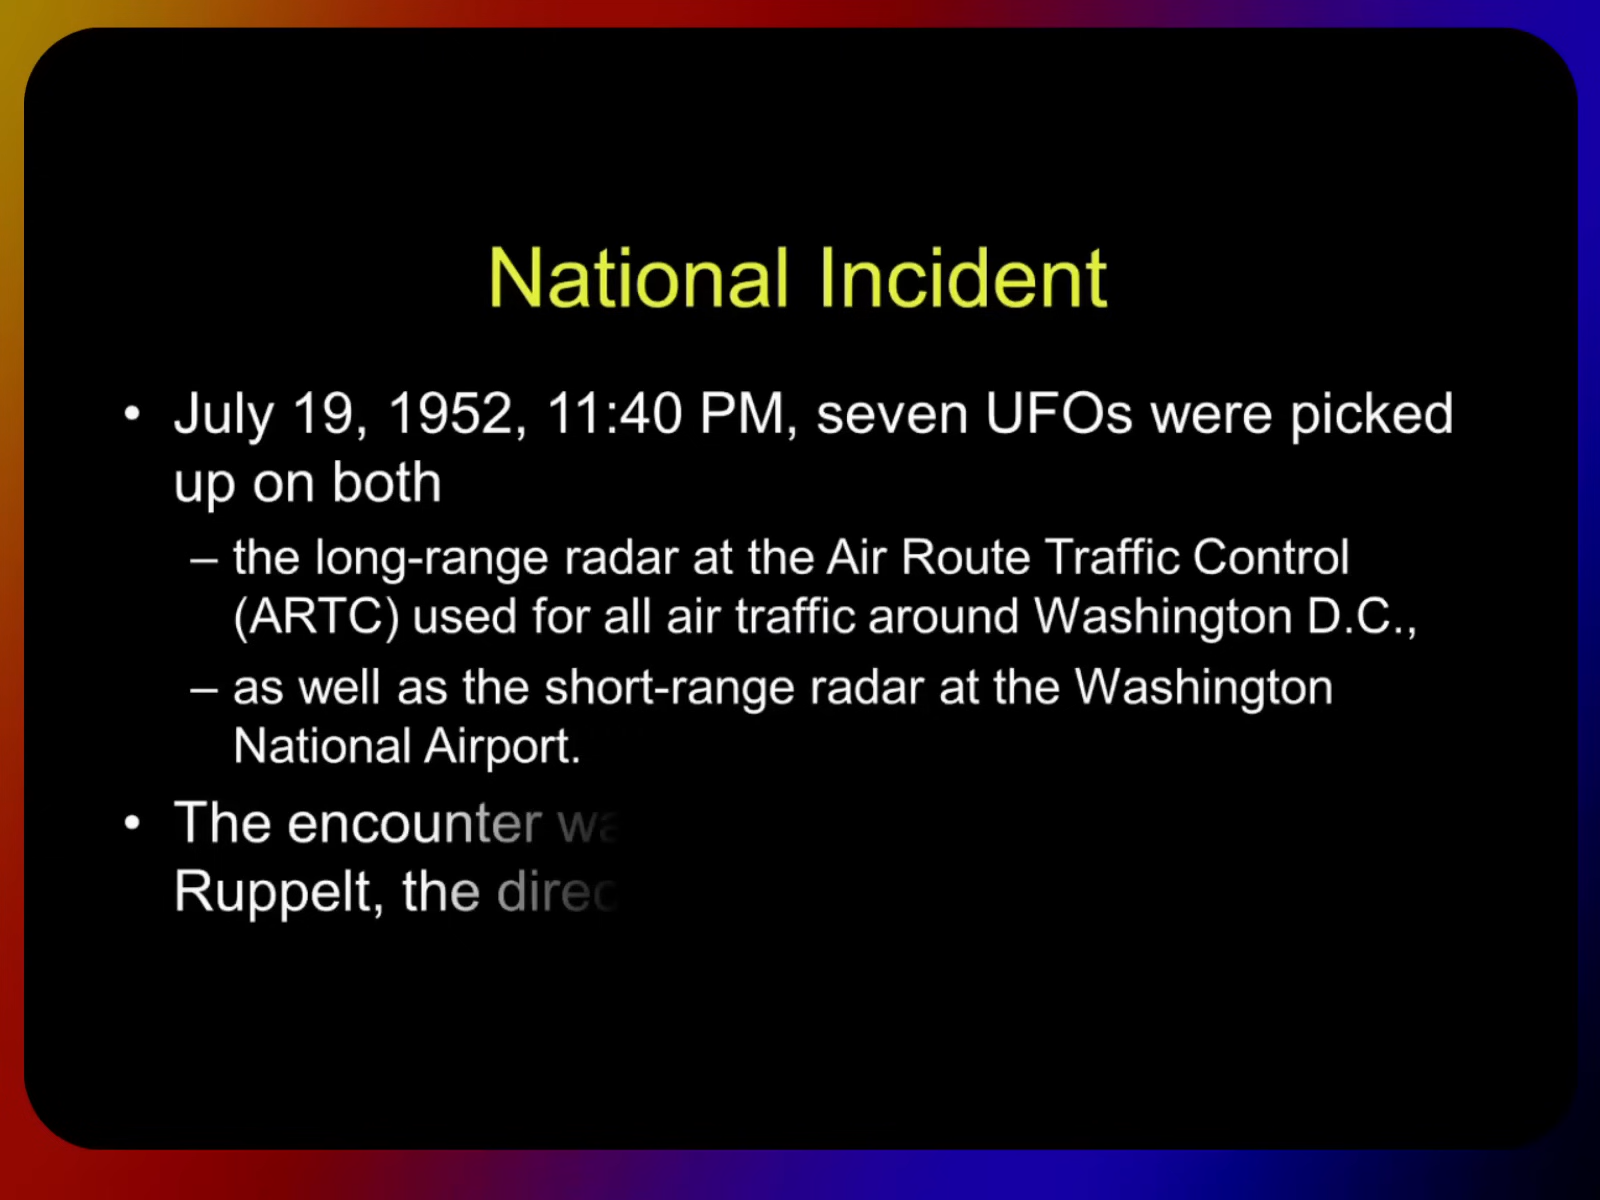 National Incident
• July 19, 1952, 11:40 PM, seven UFOs were picked
up on both
– the long-range radar at the Air Route Traffic Control
(ARTC) used for all air traffic around Washington D.C.,
– as well as the short-range radar at the Washington
National Airport.
• The encounter
Ruppelt, the